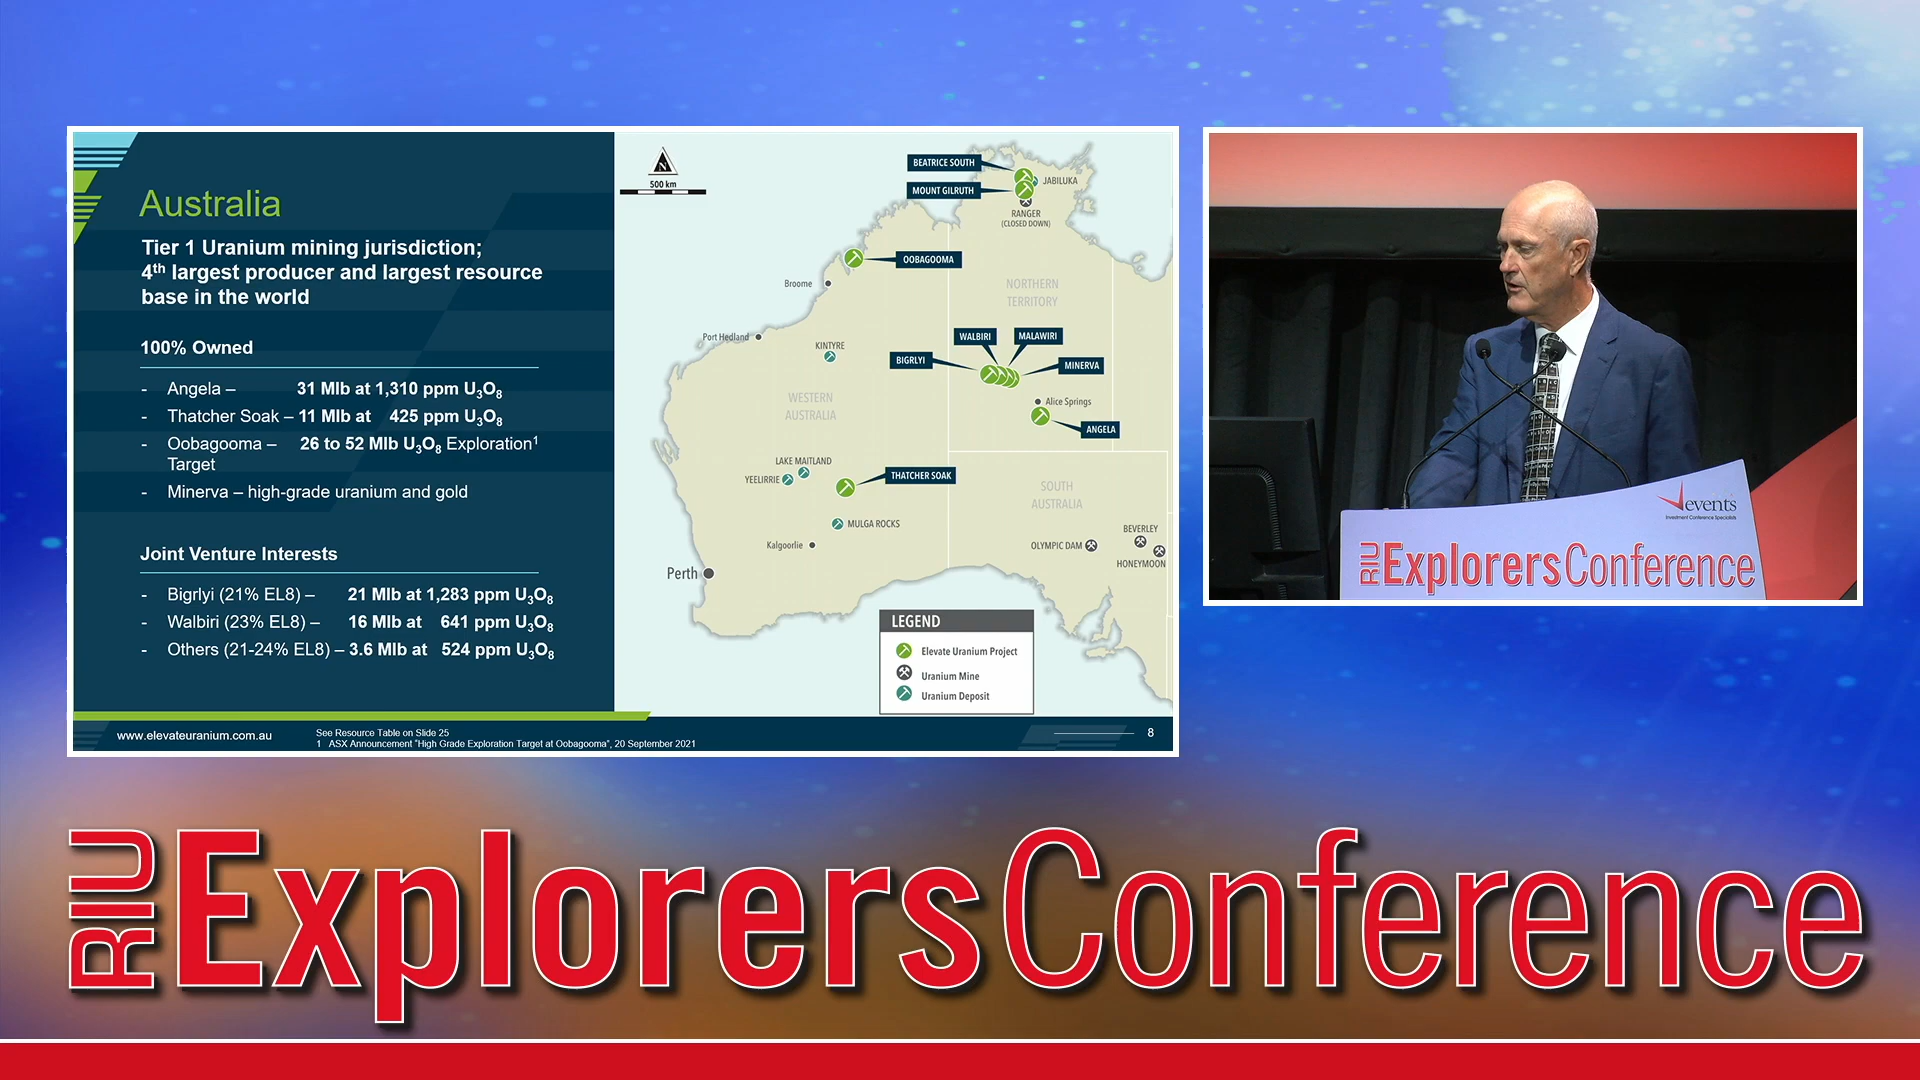 Australia
Tier 1 Uranium mining jurisdiction;
4th largest producer and largest resource
base in the world
100% Owned
- Angela – 31 Mlb at 1,310 ppm U3O8
- Thatcher Soak – 11 Mlb at 425 ppm U3O8
- Oobagooma – 26 to 52 Mlb U3O8 Exploration1
Target
- Minerva – high-grade uranium and gold
Joint Venture Interests
- Bigrlyi (21% EL8) – 21 Mlb at 1,283 ppm U3O8
- Walbiri (23% EL8) – 16 Mlb at 641 ppm U3O8
- Others (21-24% EL8) – 3.6 Mlb at 524 ppm U3O8
N
500 km
BEATRICE SOUTH
JABILUKA
MOUNT GILRUTH
RANGER
(CLOSED DOWN)
OOBAGOOMA
Broome
NORTHERN
TERRITORY
Port Hedland
KINTYRE
WALBIRI
MALAWIRI
BIGRLYI
MINERVA
WESTERN
AUSTRALIA
Alice Springs
ANGELA
LAKE MAITLAND
YEELIRRIE
THATCHER SOAK
SOUTH
AUSTRALIA
MULGA ROCKS
Kalgoorlie
OLYMPIC DAM
BEVERLEY
HONEYMOON
Perth
LEGEND
Elevate Uranium Project
Uranium Mine
Uranium Deposit
www.elevateuranium.com.au
See Resource Table on Slide 25
1 ASX Announcement "High Grade Exploration Target at Oobagooma", 20 September 2021
8
Vevents
Investment Conference Specialists
RIU ExplorersConference
RIU ExplorersConference